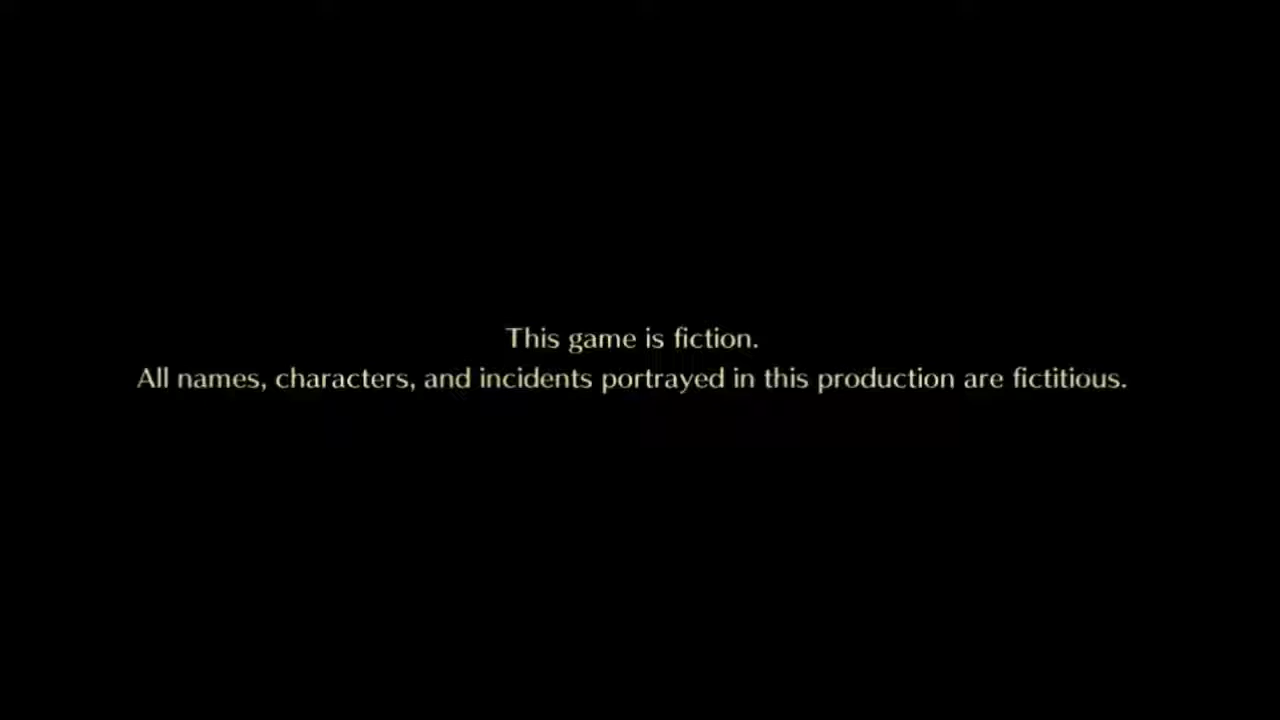 This game is fiction.
All names, characters, and incidents portrayed in this production are fictitious.